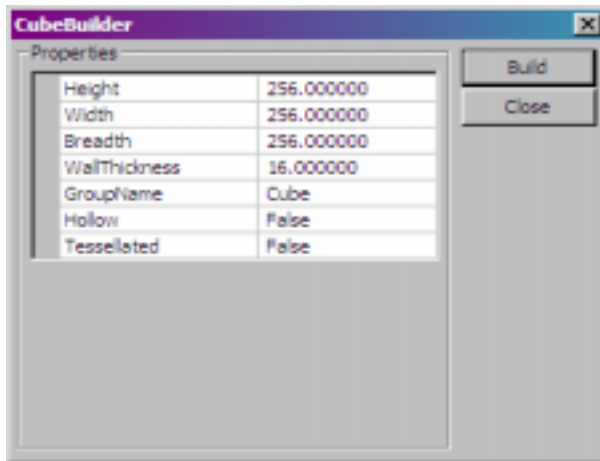 CubeBuilder
Properties
Build
Close
Height 256.000000
Width 256.000000
Breadth 256.000000
WallThickness 16.000000
GroupName Cube
Hollow False
Tessellated False